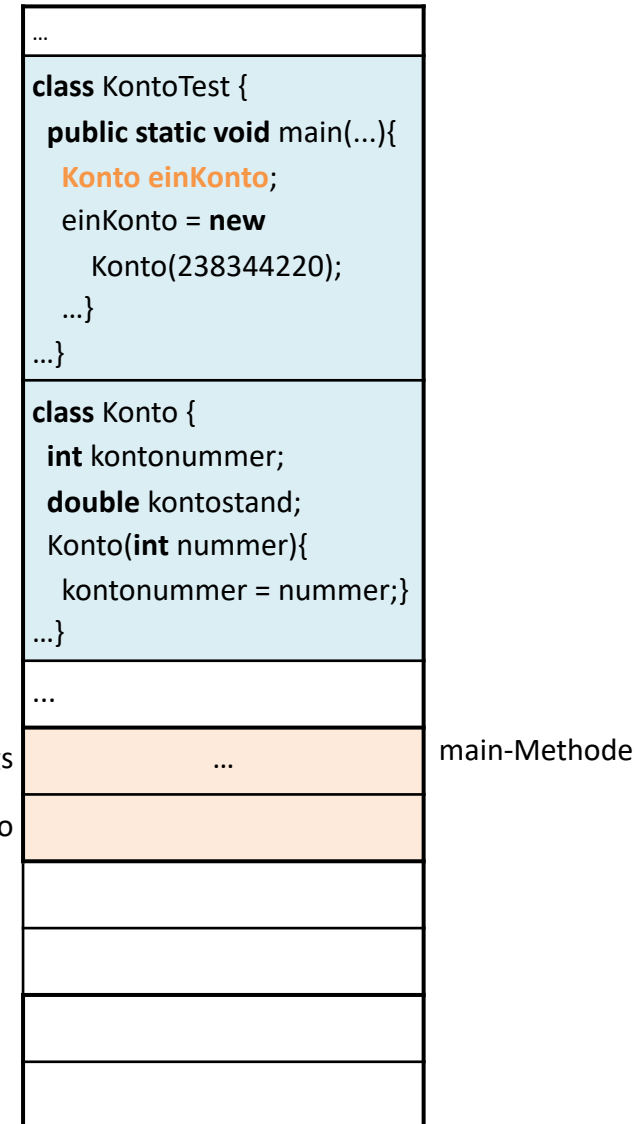 …
class KontoTest {
public static void main(...){
Konto einKonto;
einKonto = new
Konto(238344220);
…}
…}
class Konto {
int kontonummer;
double kontostand;
Konto(int nummer){
kontonummer = nummer;}
…}
…
s … main-Methode
o